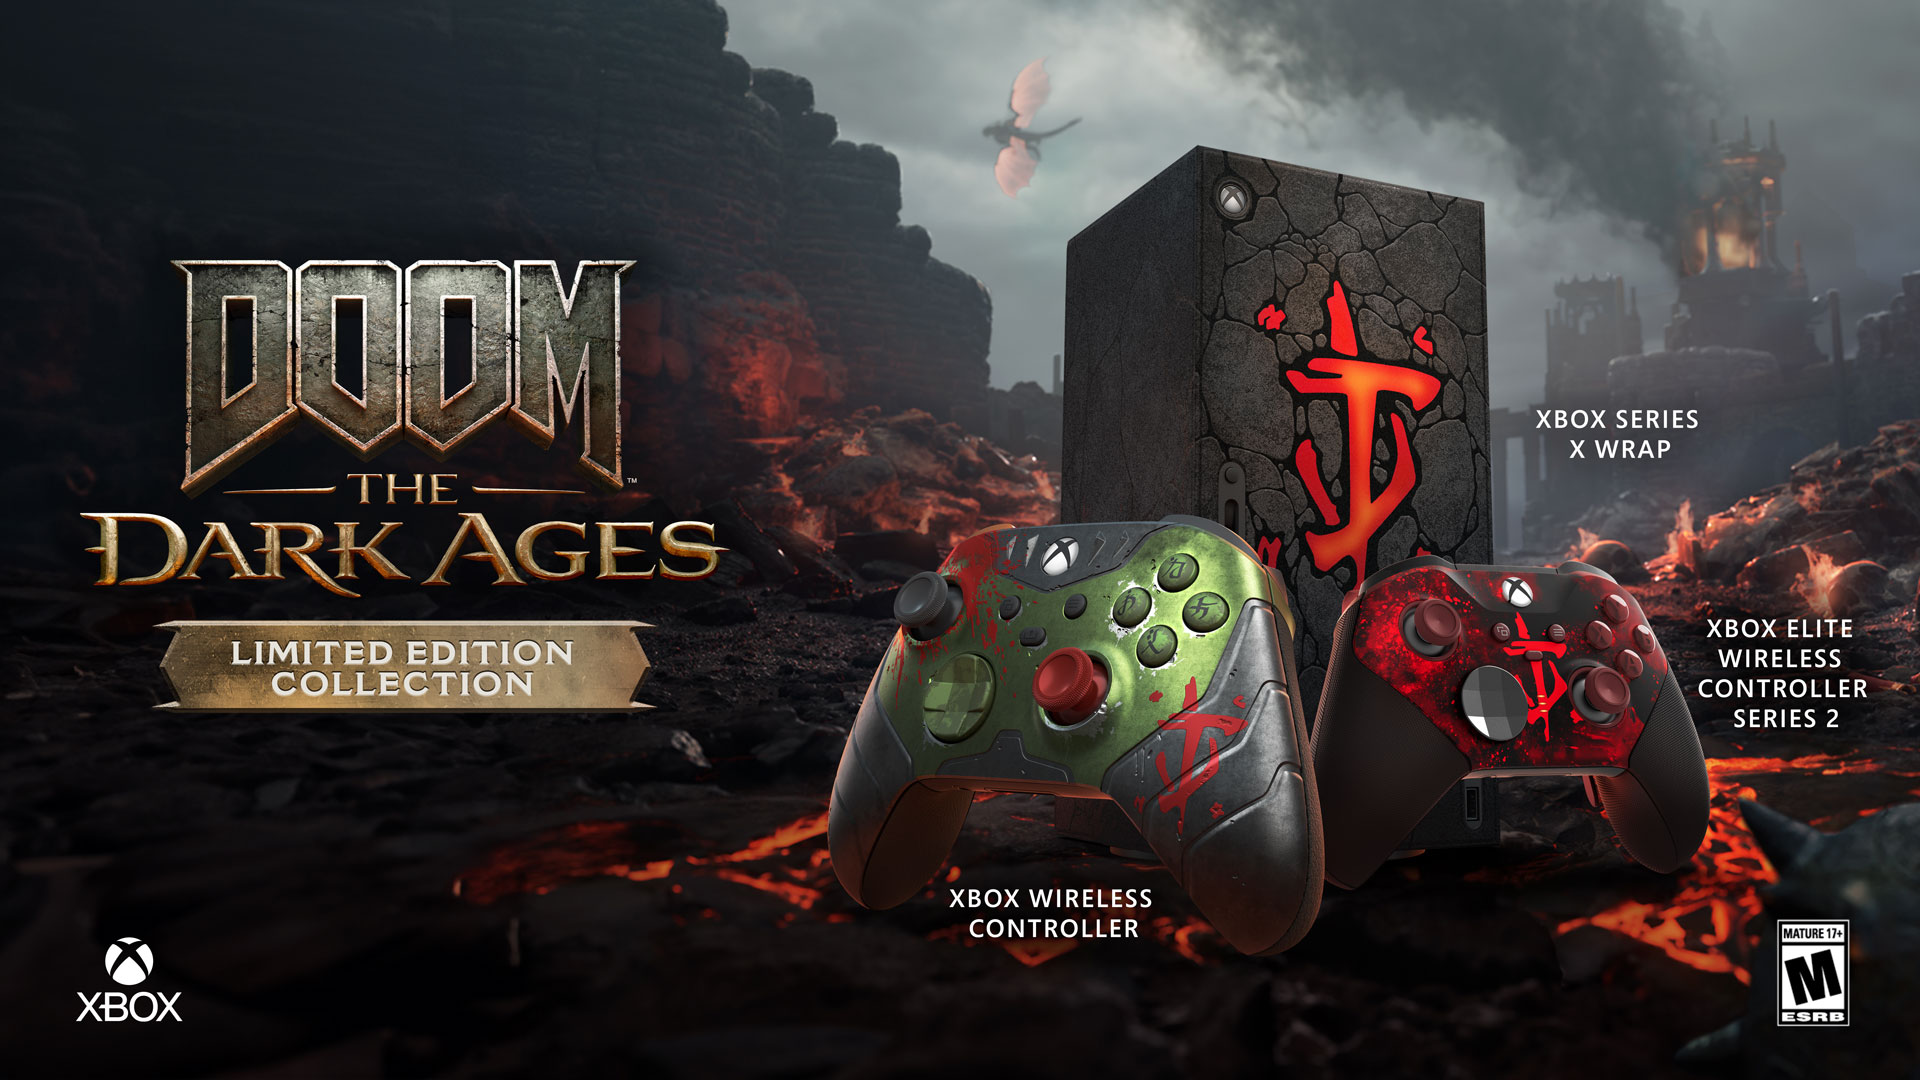 DOOM
THE
DARK AGES
™
LIMITED EDITION
COLLECTION
XBOX SERIES
X WRAP
XBOX ELITE
WIRELESS
CONTROLLER
SERIES 2
XBOX WIRELESS
CONTROLLER
XBOX
MATURE 17+
M
ESRB